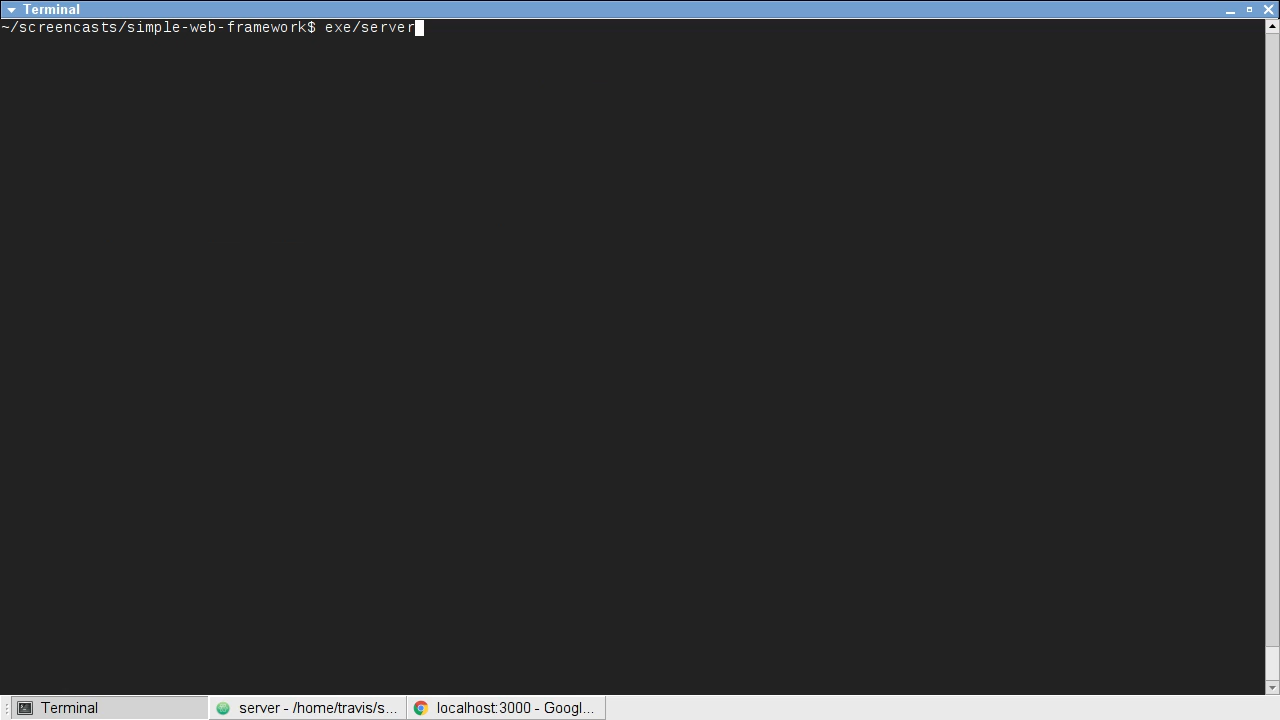 Terminal
~/screencasts/simple-web-framework$ exe/server
Terminal
server - /home/travis/s...
localhost:3000 - Googl...